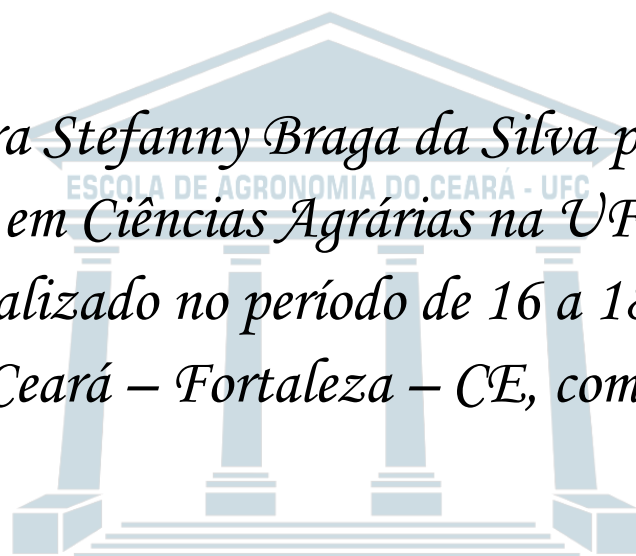 ra Stefanny Braga da Silva p
ESCOLA DE AGRONOMIA DO CEARÁ - UFC
em Ciências Agrárias na UF
alizado no período de 16 a 18
Ceará – Fortaleza – CE, com